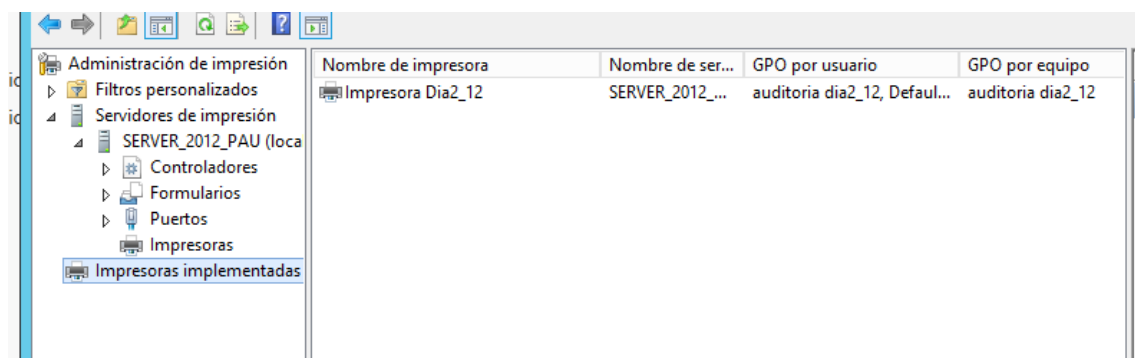 Administración de impresión
Filtros personalizados
Servidores de impresión
SERVER_2012_PAU (loca
Controladores
Formularios
Puertos
Impresoras
Impresoras implementadas
Nombre de impresora Nombre de ser... GPO por usuario GPO por equipo
Impresora Dia2_12 SERVER_2012_... auditoria dia2_12, Defaul... auditoria dia2_12